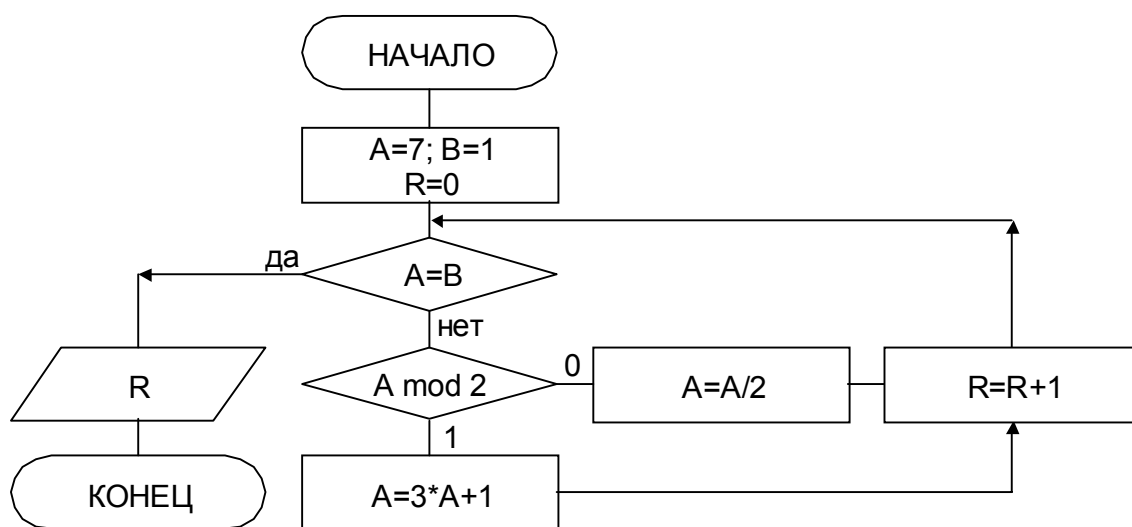 НАЧАЛО
A=7; B=1
R=0
да
A=B
нет
R
A mod 2
0
A=A/2
R=R+1
1
КОНЕЦ
A=3*A+1